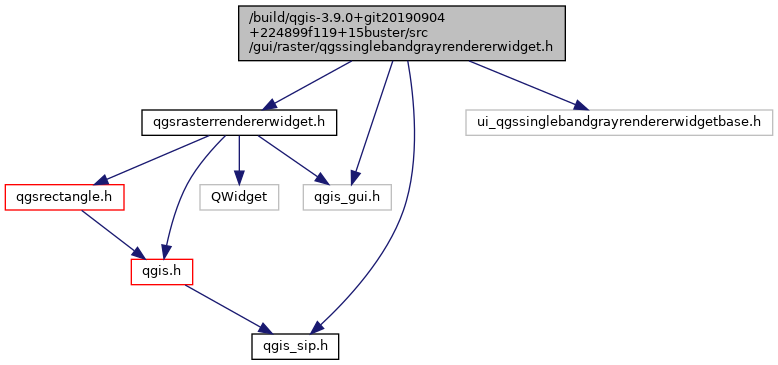 /build/qgis-3.9.0+git20190904
+224899f119+15buster/src
/gui/raster/qgssinglebandgrayrendererwidget.h
qgsrasterrendererwidget.h
ui_qgssinglebandgrayrendererwidgetbase.h
qgsrectangle.h
QWidget
qgis_gui.h
qgis.h
qgis_sip.h